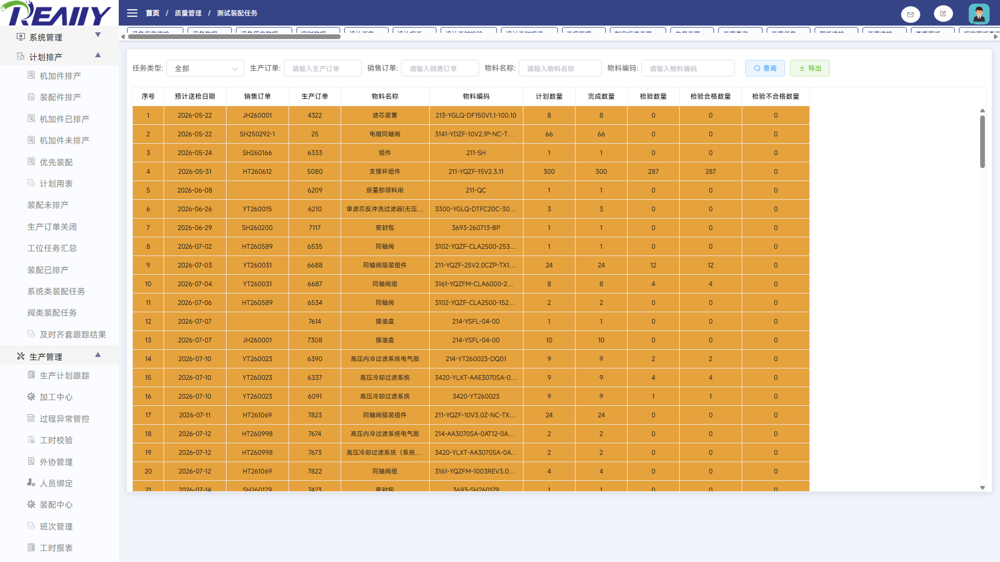 REALLY
首页 / 质量管理 / 测试装配任务
系统管理
计划排产
机加件排产
装配件排产
机加件已排产
机加件未排产
优先装配
计划用表
装配未排产
生产订单关闭
工位任务汇总
装配已排产
系统类装配任务
阀类装配任务
及时齐套跟踪结果
生产管理
生产计划跟踪
加工中心
过程异常管控
工时校验
外协管理
人员绑定
装配中心
班次管理
工时报表
任务类型: 全部 生产订单: 请输入生产订单 销售订单: 请输入销售订单 物料名称: 请输入物料名称 物料编码: 请输入物料编码 查询 导出
序号 预计送检日期 销售订单 生产订单 物料名称 物料编码 计划数量 完成数量 检验数量 检验合格数量 检验不合格数量
1 2026-05-22 JH260001 4322 滤芯装置 213-YGLQ-DF150V1.1-100.10 8 8 0 0 0
2 2026-05-22 SH250292-1 25 电磁同轴阀 3141-YDZF-10V2.1P-NC-T... 66 66 0 0 0
3 2026-05-24 SH260166 6333 组件 211-SH 1 1 0 0 0
4 2026-05-31 HT260612 5080 支撑环组件 211-YQZF-15V2.3.11 300 300 287 287 0
5 2026-06-08 6209 质量部领料用 211-QC 1 1 0 0 0
6 2026-06-26 YT260015 6210 单滤芯反冲洗过滤器(无压... 3300-YGLQ-DTFC20C-30... 3 3 0 0 0
7 2026-06-29 SH260200 7117 密封包 3693-260713-BP 1 1 0 0 0
8 2026-07-02 HT260589 6535 同轴阀 3102-YQZF-CLA2500-253... 1 1 0 0 0
9 2026-07-03 YT260031 6688 同轴阀插装组件 211-YQZF-25V2.0CZP-TX1... 24 24 12 12 0
10 2026-07-04 YT260031 6687 同轴阀组 3161-YQZFM-CLA6000-2... 8 8 4 4 0
11 2026-07-06 HT260589 6534 同轴阀 3102-YQZF-CLA2500-152... 2 2 0 0 0
12 2026-07-07 7614 接油盒 214-YSFL-04-00 1 1 0 0 0
13 2026-07-07 JH260001 7308 接油盒 214-YSFL-04-00 10 10 0 0 0
14 2026-07-10 YT260023 6390 高压内冷过滤系统电气图 214-YT260023-DQ01 9 9 2 2 0
15 2026-07-10 YT260023 6337 高压冷却过滤系统 3420-YLXT-AAE3070SA-0... 9 9 4 4 0
16 2026-07-10 YT260023 6091 高压冷却过滤系统 3420-YT260023 9 9 1 1 0
17 2026-07-11 HT261069 7823 同轴阀插装组件 211-YQZF-10V3.0Z-NC-TX... 24 24 0 0 0
18 2026-07-12 HT260998 7674 高压内冷过滤系统电气图 214-AA3070SA-0AT12-0A... 2 2 0 0 0
19 2026-07-12 HT260998 7673 高压冷却过滤系统（系统... 3420-YLXT-AA3070SA-0A... 2 2 0 0 0
20 2026-07-12 HT261069 7822 同轴阀组 3161-YQZFM-1003REV3.0... 4 4 0 0 0
21 2026-07-14 SH260179 7423 密封包 3693-SH260179 1 1 0 0 0